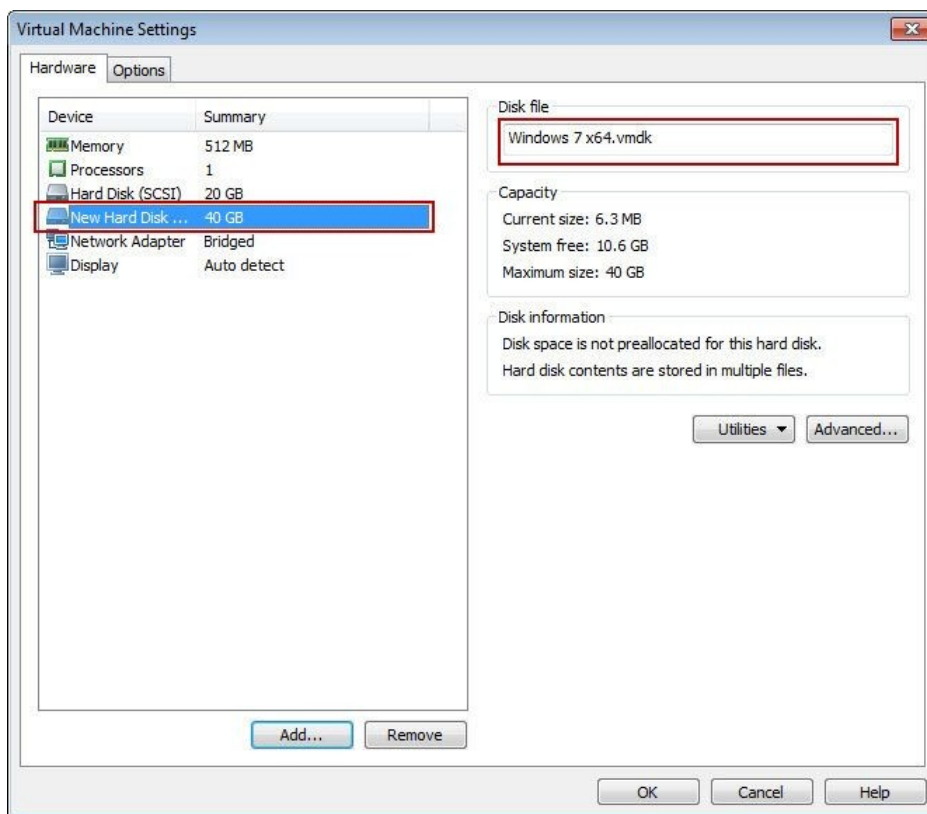 Virtual Machine Settings
Hardware Options
Device Summary
Memory 512 MB
Processors 1
Hard Disk (SCSI) 20 GB
New Hard Disk ... 40 GB
Network Adapter Bridged
Display Auto detect
Disk file
Windows 7 x64.vmdk
Capacity
Current size: 6.3 MB
System free: 10.6 GB
Maximum size: 40 GB
Disk information
Disk space is not preallocated for this hard disk.
Hard disk contents are stored in multiple files.
Utilities Advanced...
Add... Remove
OK Cancel Help